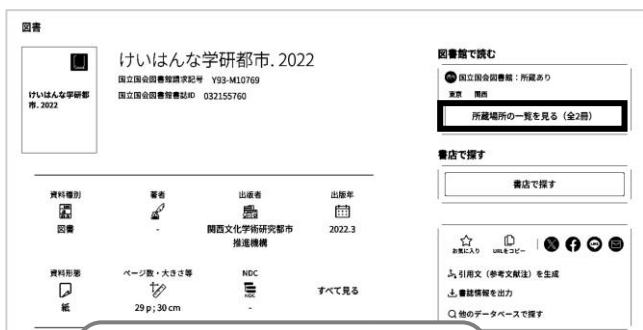 図書
けいはんな学研都市. 2022
けいはんな学研都市. 2022
国立国会図書館請求記号 Y93-M10769
国立国会図書館書誌ID 032155760
資料種別
図書
著者
-
出版者
関西文化学術研究都市
推進機構
出版年
2022.3
資料形態
紙
ページ数・大きさ等
29 p ; 30 cm
NDC
NDC
-
すべて見る
図書館で読む
国立国会図書館：所蔵あり
東京 関西
所蔵場所の一覧を見る（全2冊）
書店で探す
書店で探す
お気に入り
URLをコピー
引用文（参考文献注）を生成
書誌情報を出力
他のデータベースで探す